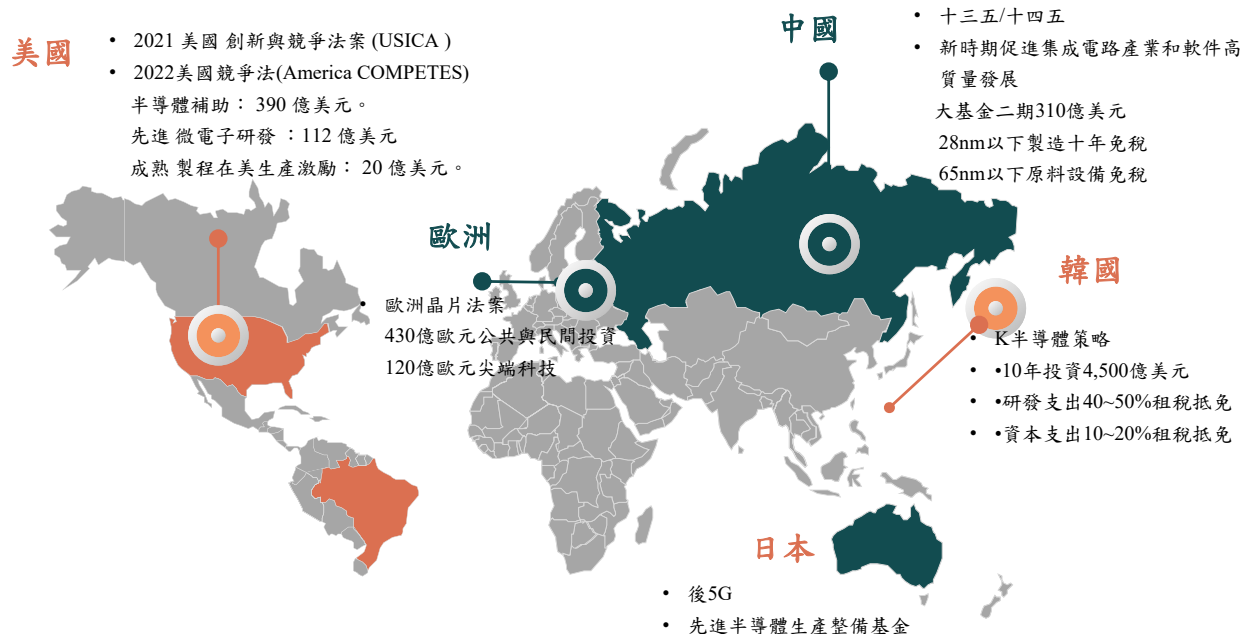 美國
• 2021 美國 創新與競爭法案 (USICA )
• 2022美國競爭法(America COMPETES)
半導體補助： 390 億美元。
先進 微電子研發 ：112 億美元
成熟 製程在美生產激勵： 20 億美元。
中國
• 十三五/十四五
• 新時期促進集成電路產業和軟件高
質量發展
大基金二期310億美元
28nm以下製造十年免稅
65nm以下原料設備免稅
歐洲
• 歐洲晶片法案
430億歐元公共與民間投資
120億歐元尖端科技
韓國
• K半導體策略
• •10年投資4,500億美元
• •研發支出40~50%租稅抵免
• •資本支出10~20%租稅抵免
日本
• 後5G
• 先進半導體生產整備基金